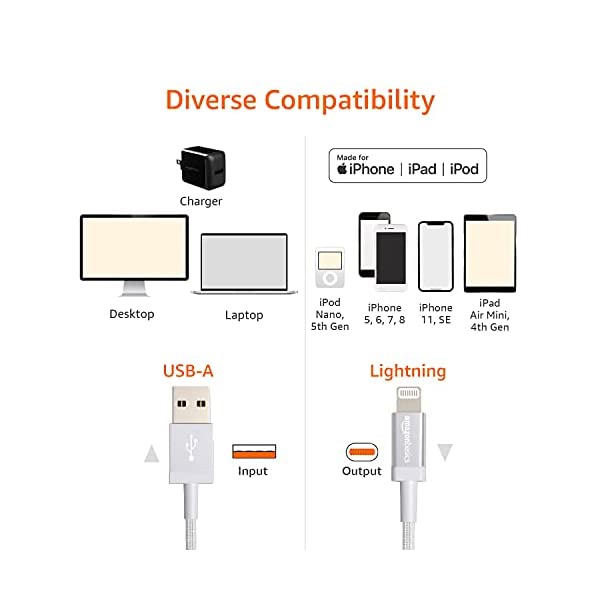 Diverse Compatibility
Charger
Desktop
Laptop
USB-A
Input
Made for
iPhone | iPad | iPod
iPod
Nano,
5th Gen
iPhone
5, 6, 7, 8
iPhone
11, SE
iPad
Air Mini,
4th Gen
Lightning
Output
amazonbasics